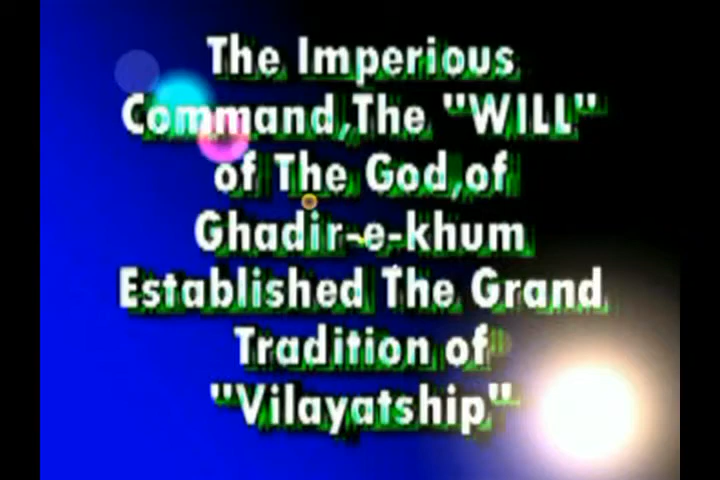 The Imperious
Command,The "WILL"
of The God,of
Ghadir-e-khum
Established The Grand
Tradition of
"Vilayatship"